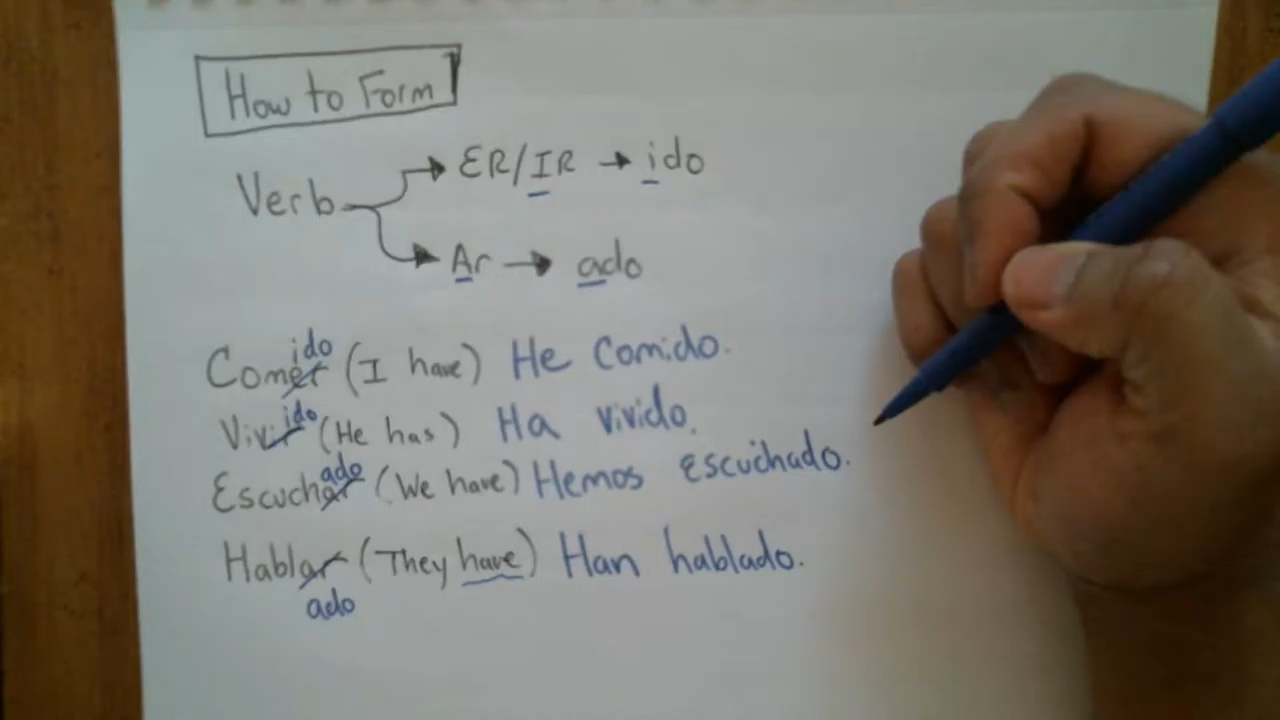 How to Form
Verb → ER/IR → ido
→ Ar → ado
ido
Comer (I have) He Comido.
ido
Vivir (He has) Ha vivido.
ado
Escuchar (We have) Hemos Escuchado.
Hablar (They have) Han hablado.
ado